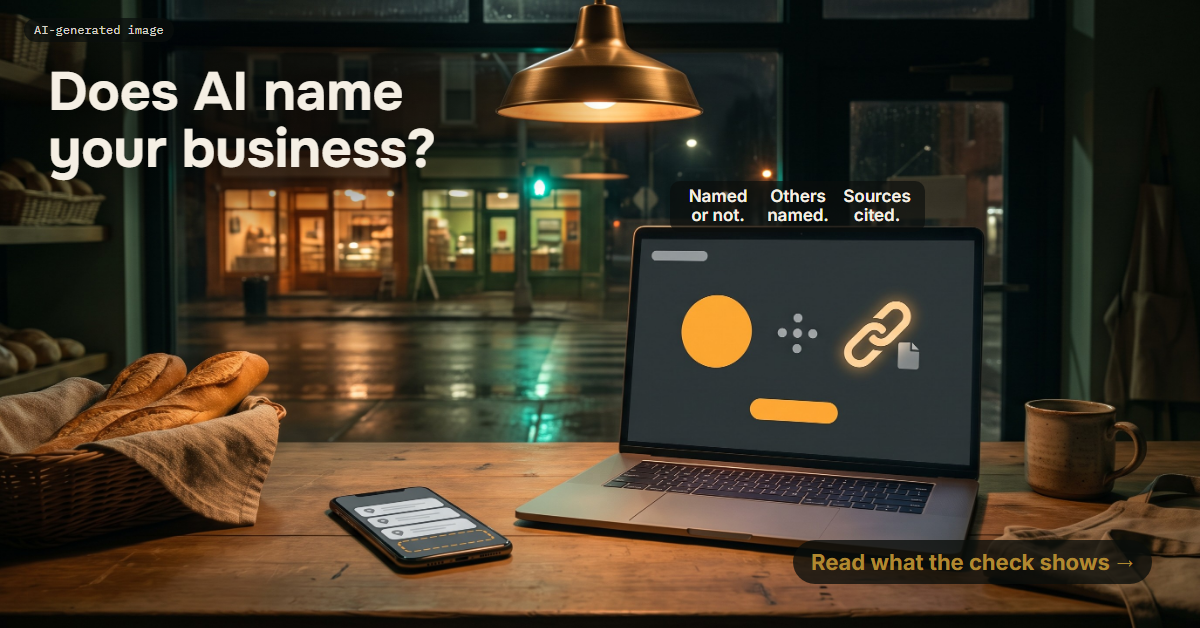 AI-generated image
Does AI name
your business?
Named
or not.
Others
named.
Sources
cited.
Read what the check shows →